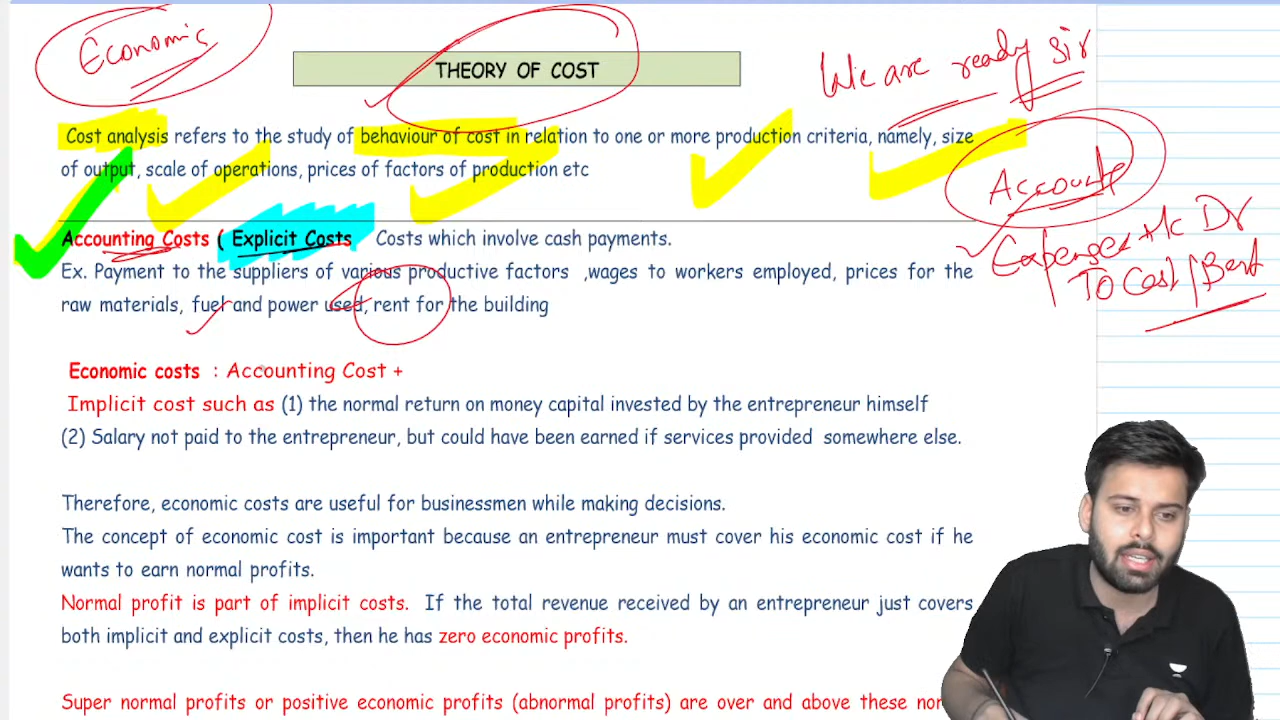 Economic
THEORY OF COST
We are ready sir
Cost analysis refers to the study of behaviour of cost in relation to one or more production criteria, namely, size
of output, scale of operations, prices of factors of production etc
Accounts
Accounting Costs ( Explicit Costs Costs which involve cash payments.
Expenses A/c Dr
To Cash/Bank
Ex. Payment to the suppliers of various productive factors ,wages to workers employed, prices for the
raw materials, fuel and power used, rent for the building
Economic costs : Accounting Cost +
Implicit cost such as (1) the normal return on money capital invested by the entrepreneur himself
(2) Salary not paid to the entrepreneur, but could have been earned if services provided somewhere else.
Therefore, economic costs are useful for businessmen while making decisions.
The concept of economic cost is important because an entrepreneur must cover his economic cost if he
wants to earn normal profits.
Normal profit is part of implicit costs. If the total revenue received by an entrepreneur just covers
both implicit and explicit costs, then he has zero economic profits.
Super normal profits or positive economic profits (abnormal profits) are over and above these